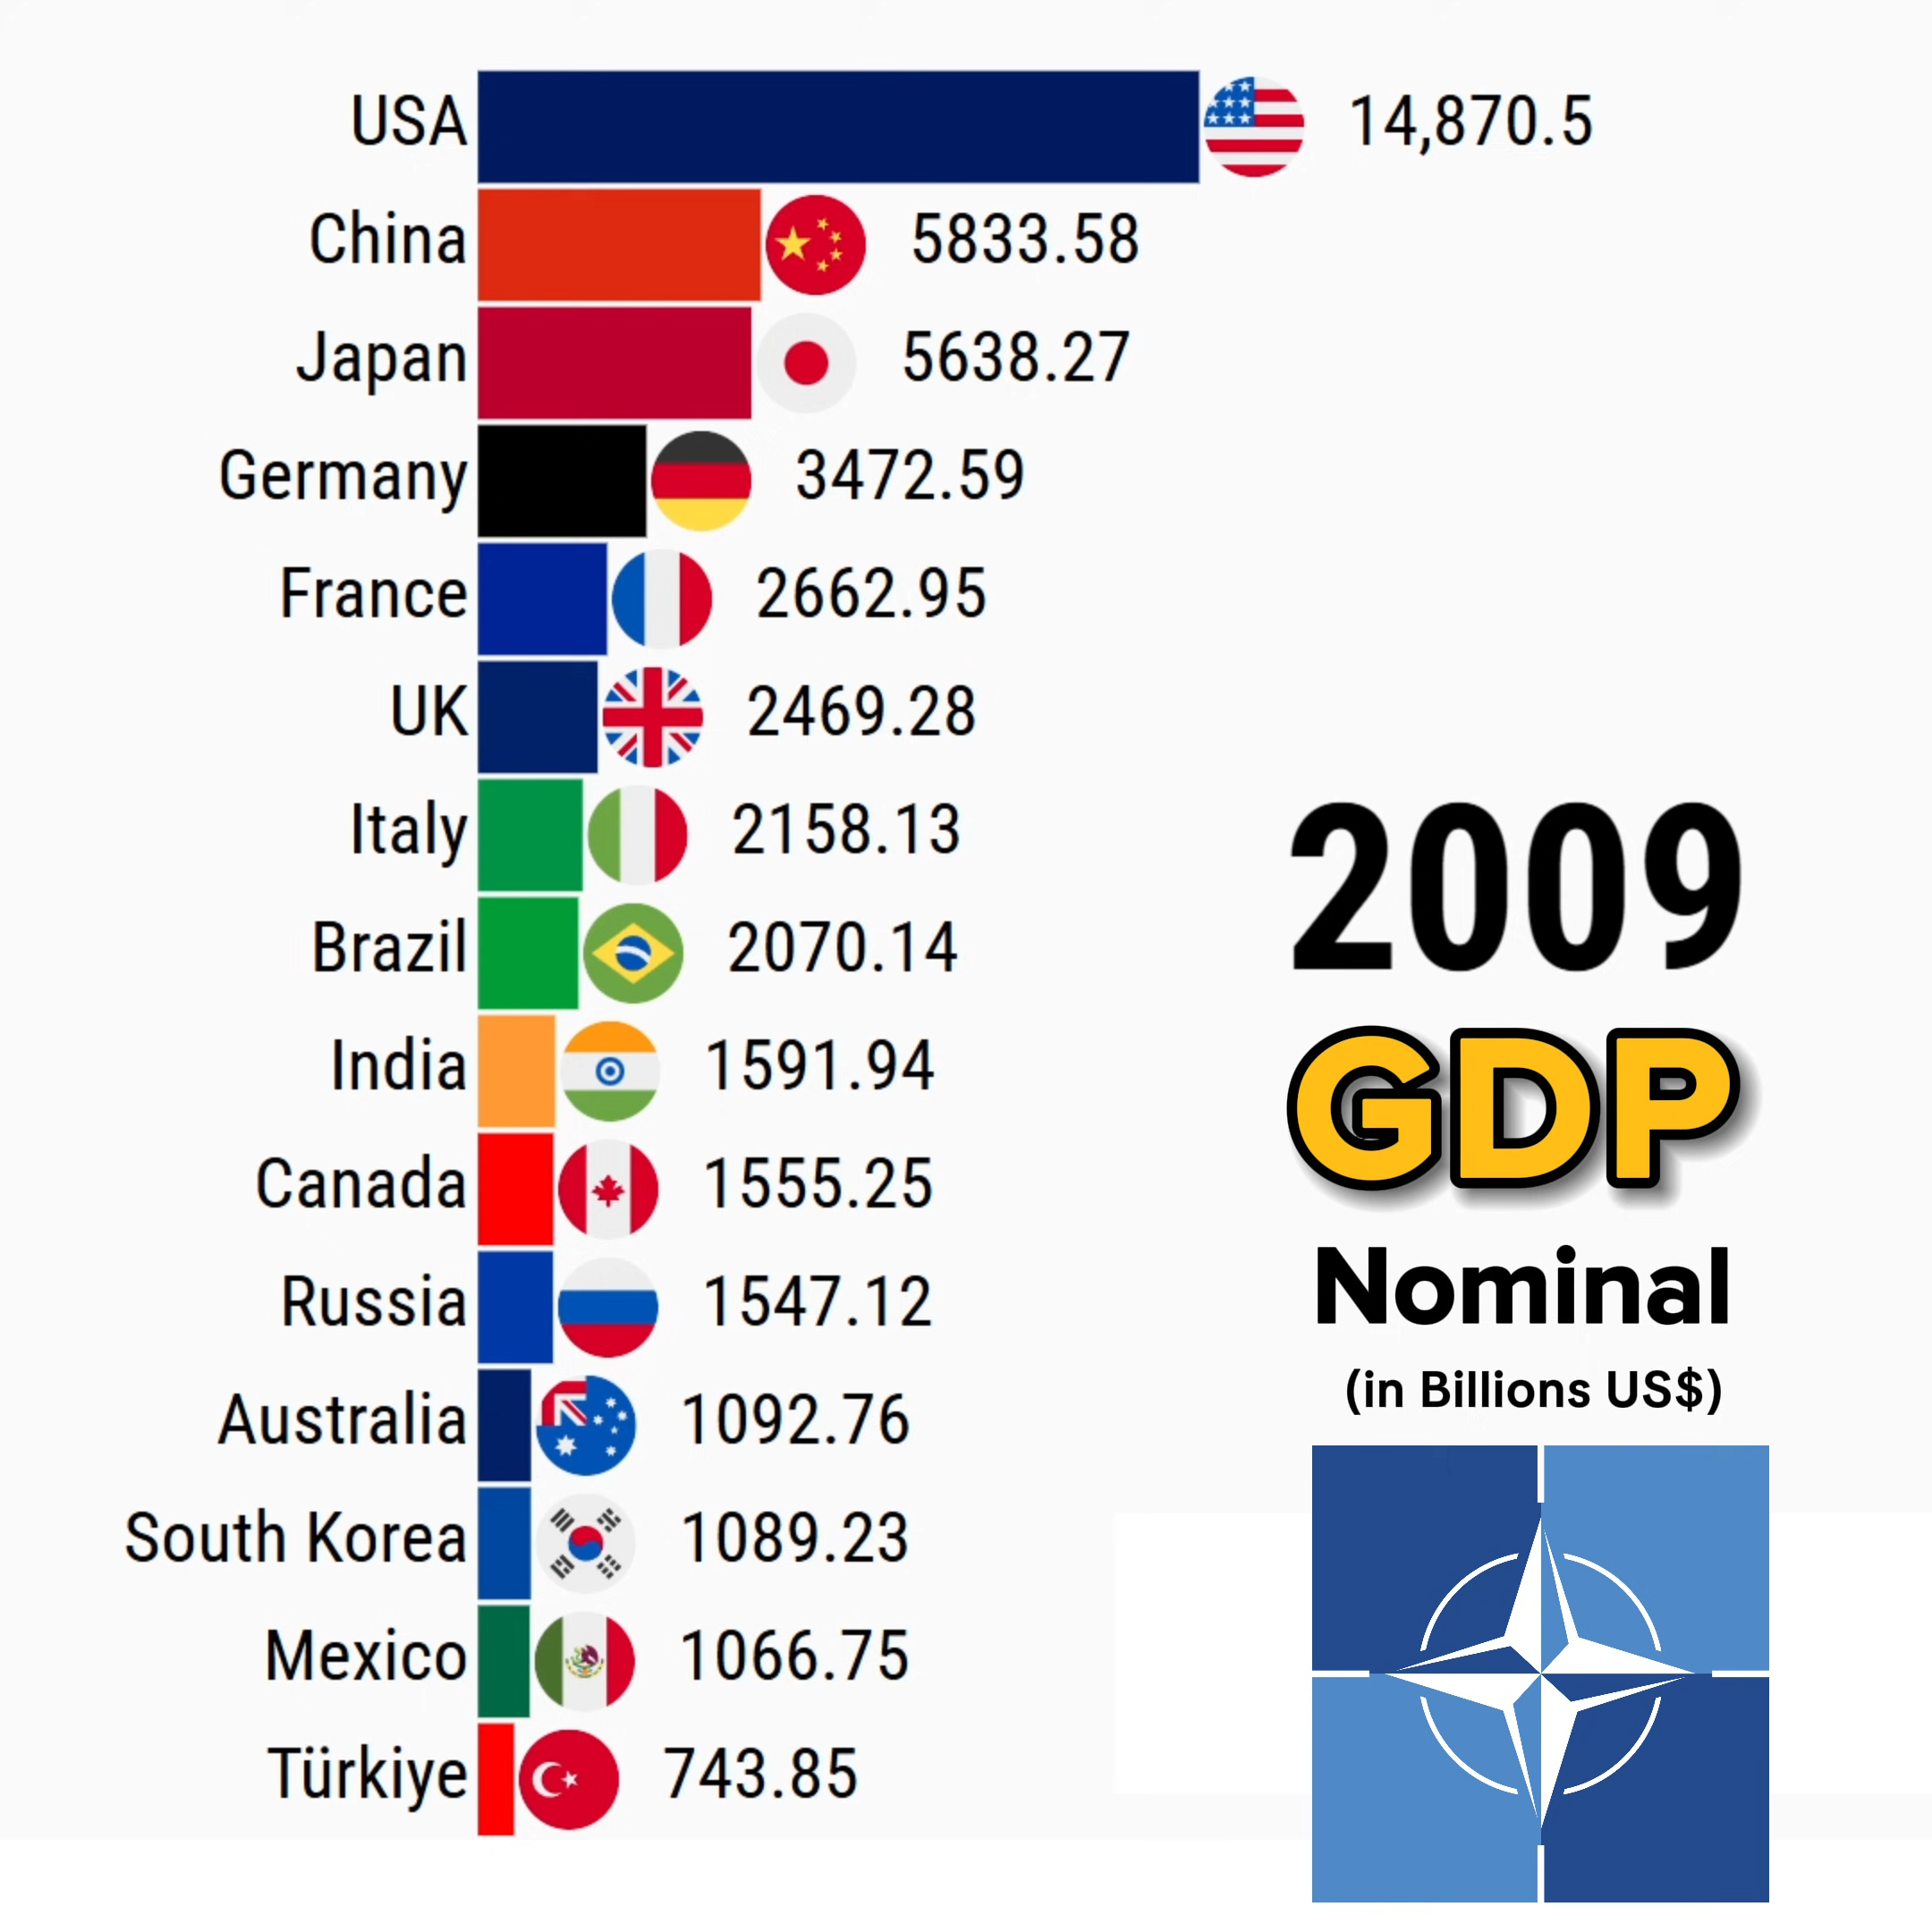 USA 14,870.5
China 5833.58
Japan 5638.27
Germany 3472.59
France 2662.95
UK 2469.28
Italy 2158.13
Brazil 2070.14
India 1591.94
Canada 1555.25
Russia 1547.12
Australia 1092.76
South Korea 1089.23
Mexico 1066.75
Türkiye 743.85
2009
GDP
Nominal
(in Billions US$)